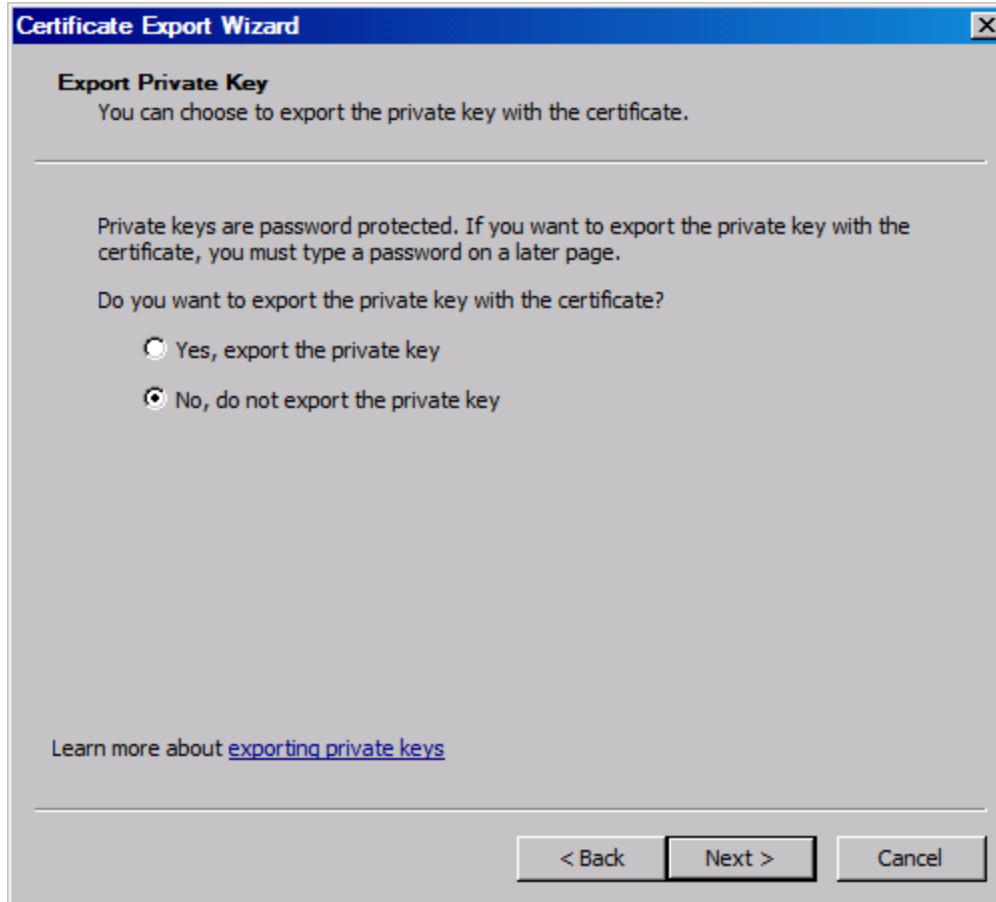 Certificate Export Wizard
Export Private Key
You can choose to export the private key with the certificate.
Private keys are password protected. If you want to export the private key with the
certificate, you must type a password on a later page.
Do you want to export the private key with the certificate?
Yes, export the private key
No, do not export the private key
Learn more about exporting private keys
< Back Next > Cancel